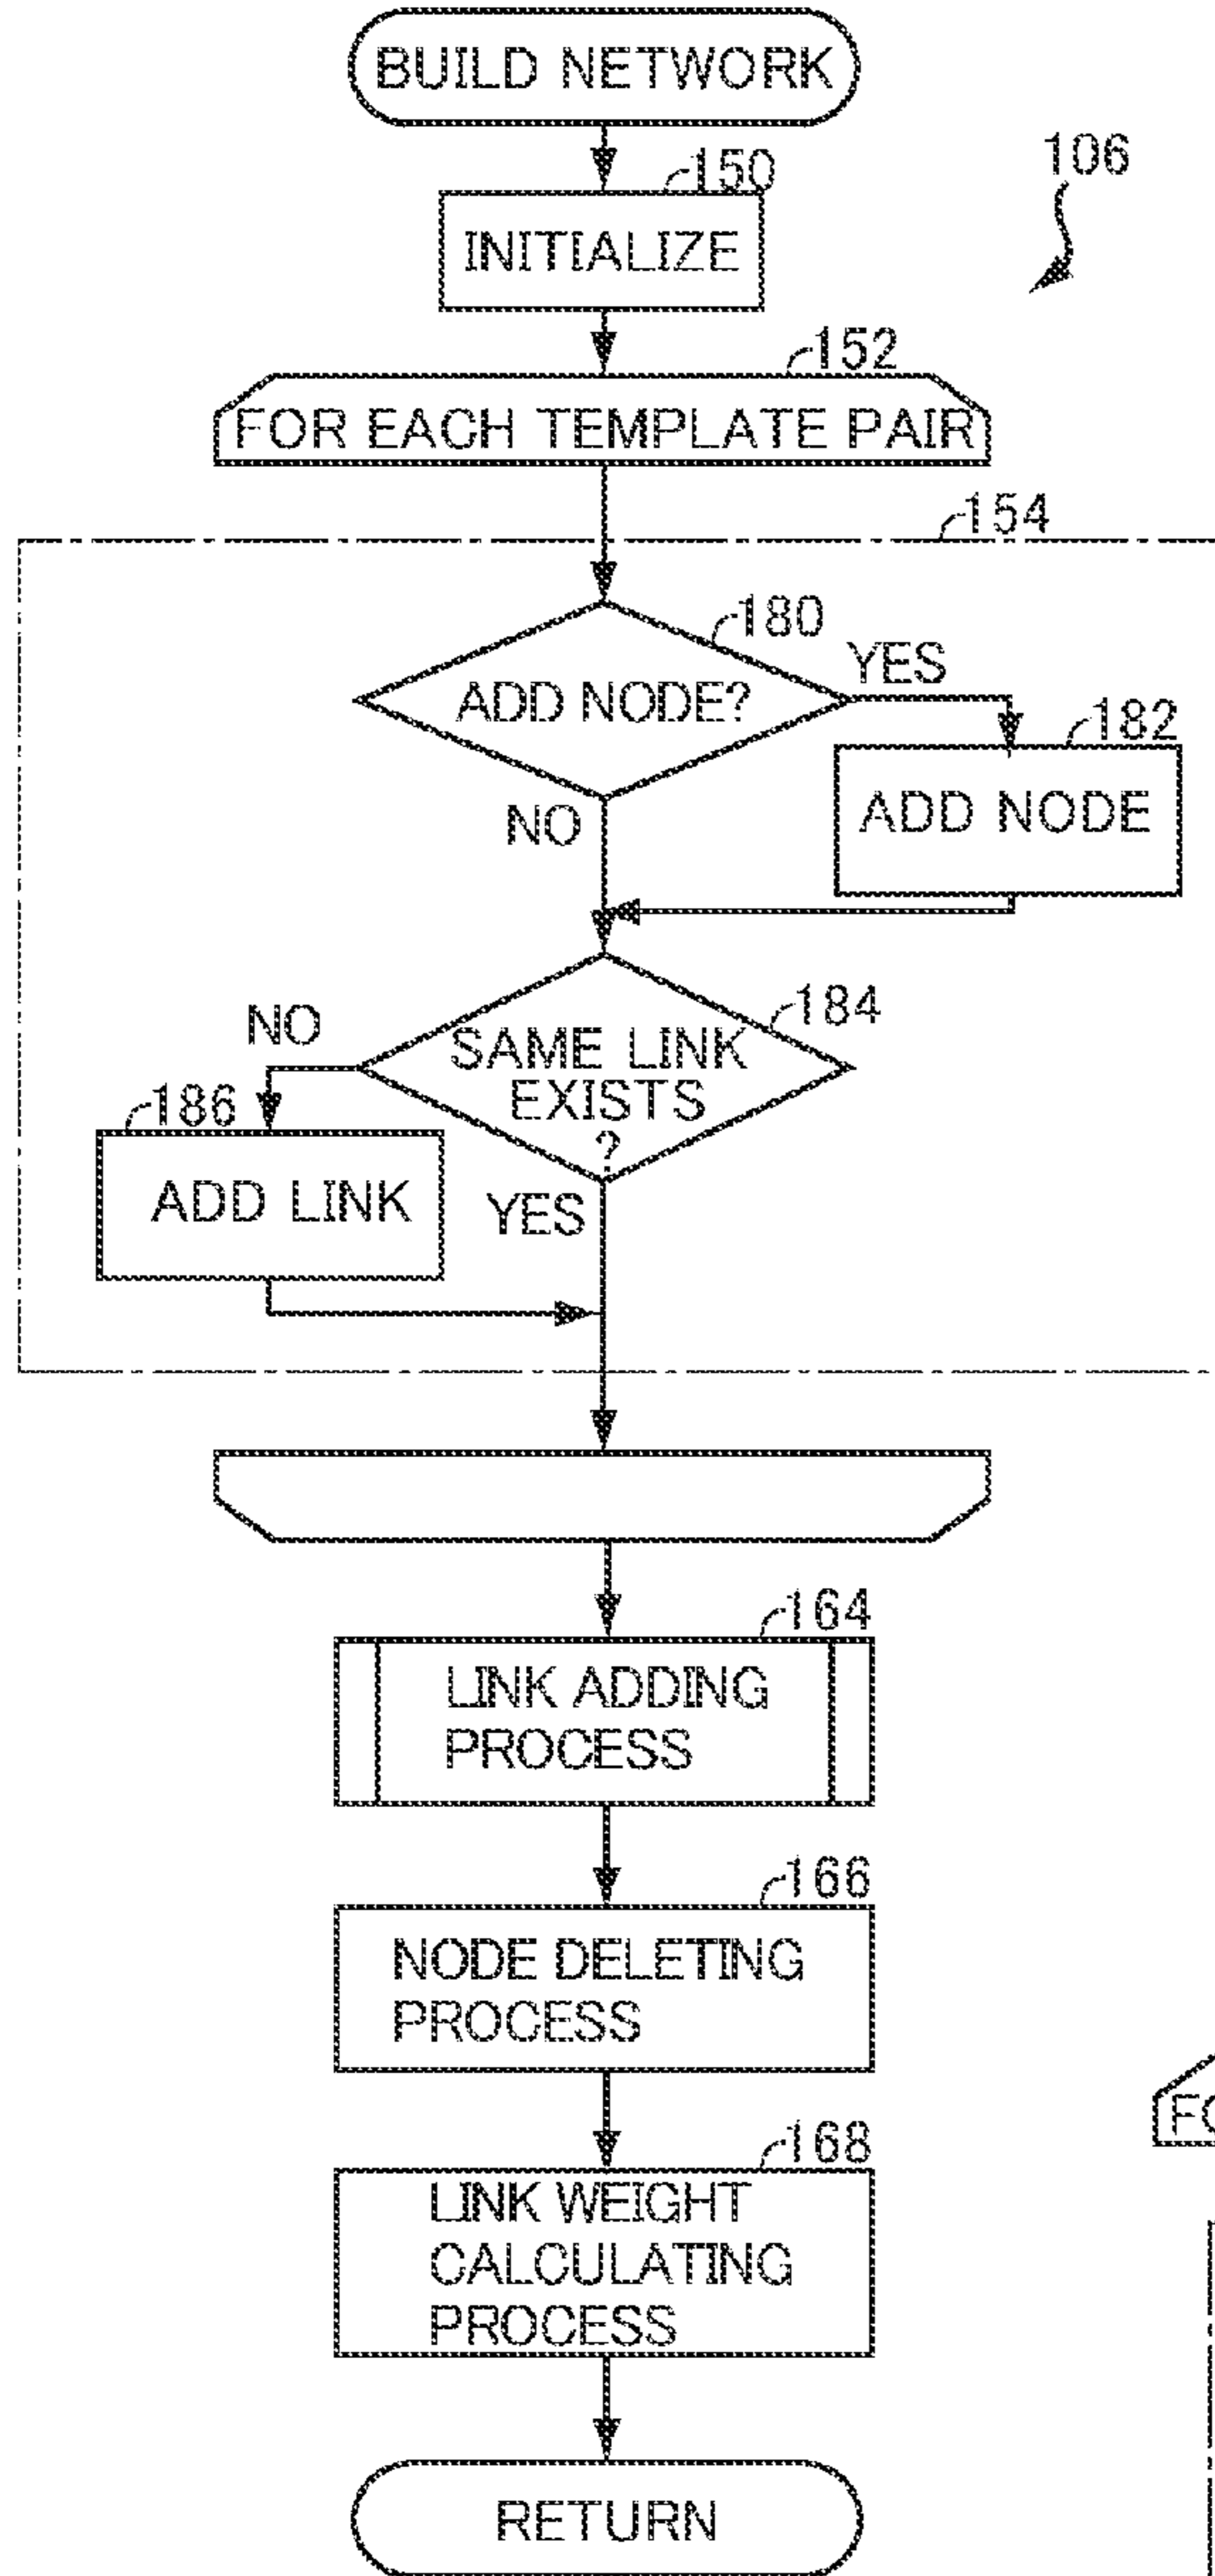 BUILD NETWORK
150
106
INITIALIZE
152
FOR EACH TEMPLATE PAIR
154
180
YES
ADD NODE?
182
ADD NODE
NO
184
NO
SAME LINK
EXISTS
?
186
ADD LINK
YES
164
LINK ADDING
PROCESS
166
NODE DELETING
PROCESS
168
LINK WEIGHT
CALCULATING
PROCESS
RETURN